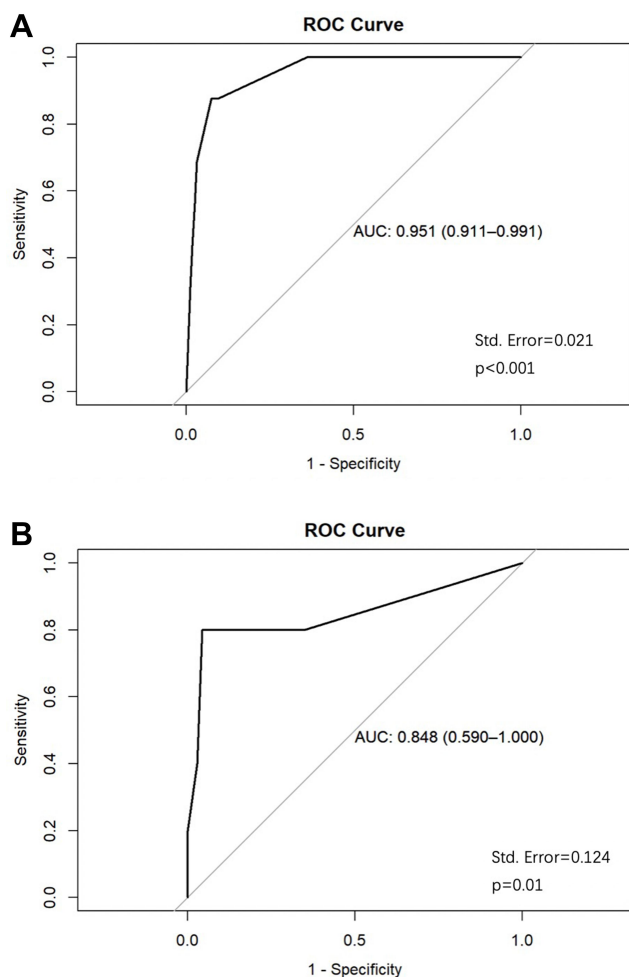 A
ROC Curve
1.0
0.8
0.6
0.4
0.2
0.0
Sensitivity
AUC: 0.951 (0.911–0.991)
Std. Error=0.021
p<0.001
0.0 0.5 1.0
1 - Specificity
B
ROC Curve
1.0
0.8
0.6
0.4
0.2
0.0
Sensitivity
AUC: 0.848 (0.590–1.000)
Std. Error=0.124
p=0.01
0.0 0.5 1.0
1 - Specificity